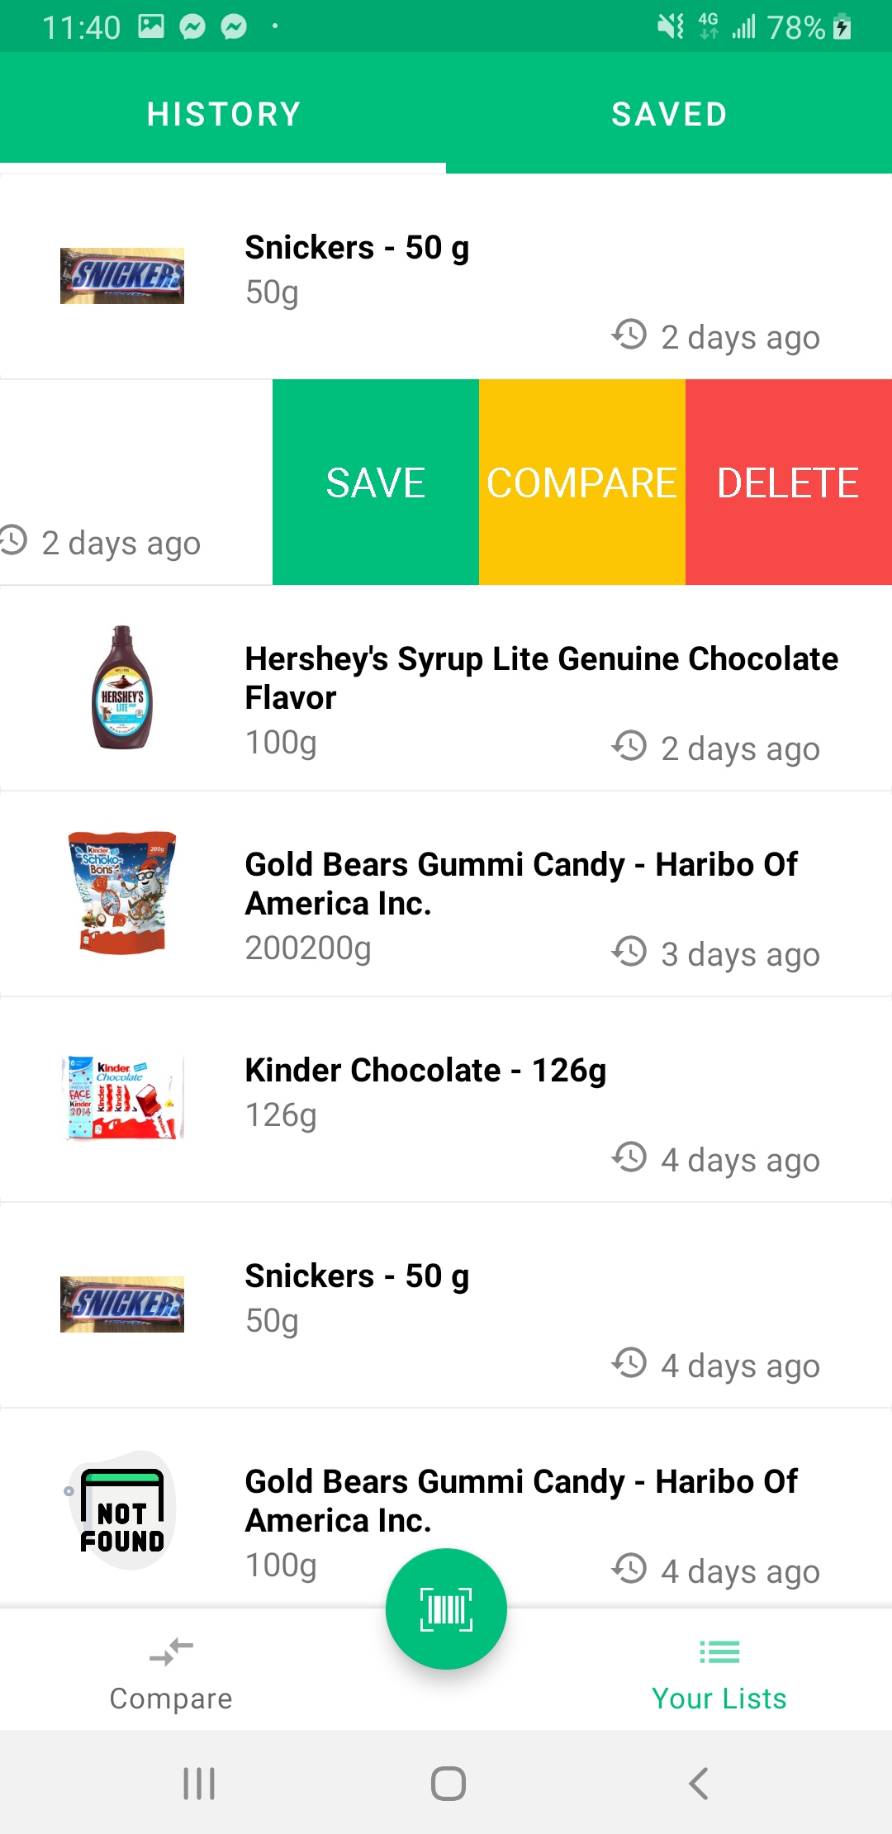 11:40
4G
78%
HISTORY
SAVED
SNICKERS
Snickers - 50 g
50g
2 days ago
2 days ago
SAVE
COMPARE
DELETE
HERSHEY'S
LITE
Hershey's Syrup Lite Genuine Chocolate
Flavor
100g
2 days ago
Kinder
Schoko-
Bons
200g
Gold Bears Gummi Candy - Haribo Of
America Inc.
200200g
3 days ago
Kinder
Chocolate
FACE
Kinder
2014
Kinder Chocolate - 126g
126g
4 days ago
SNICKERS
Snickers - 50 g
50g
4 days ago
NOT
FOUND
Gold Bears Gummi Candy - Haribo Of
America Inc.
100g
4 days ago
Compare
Your Lists